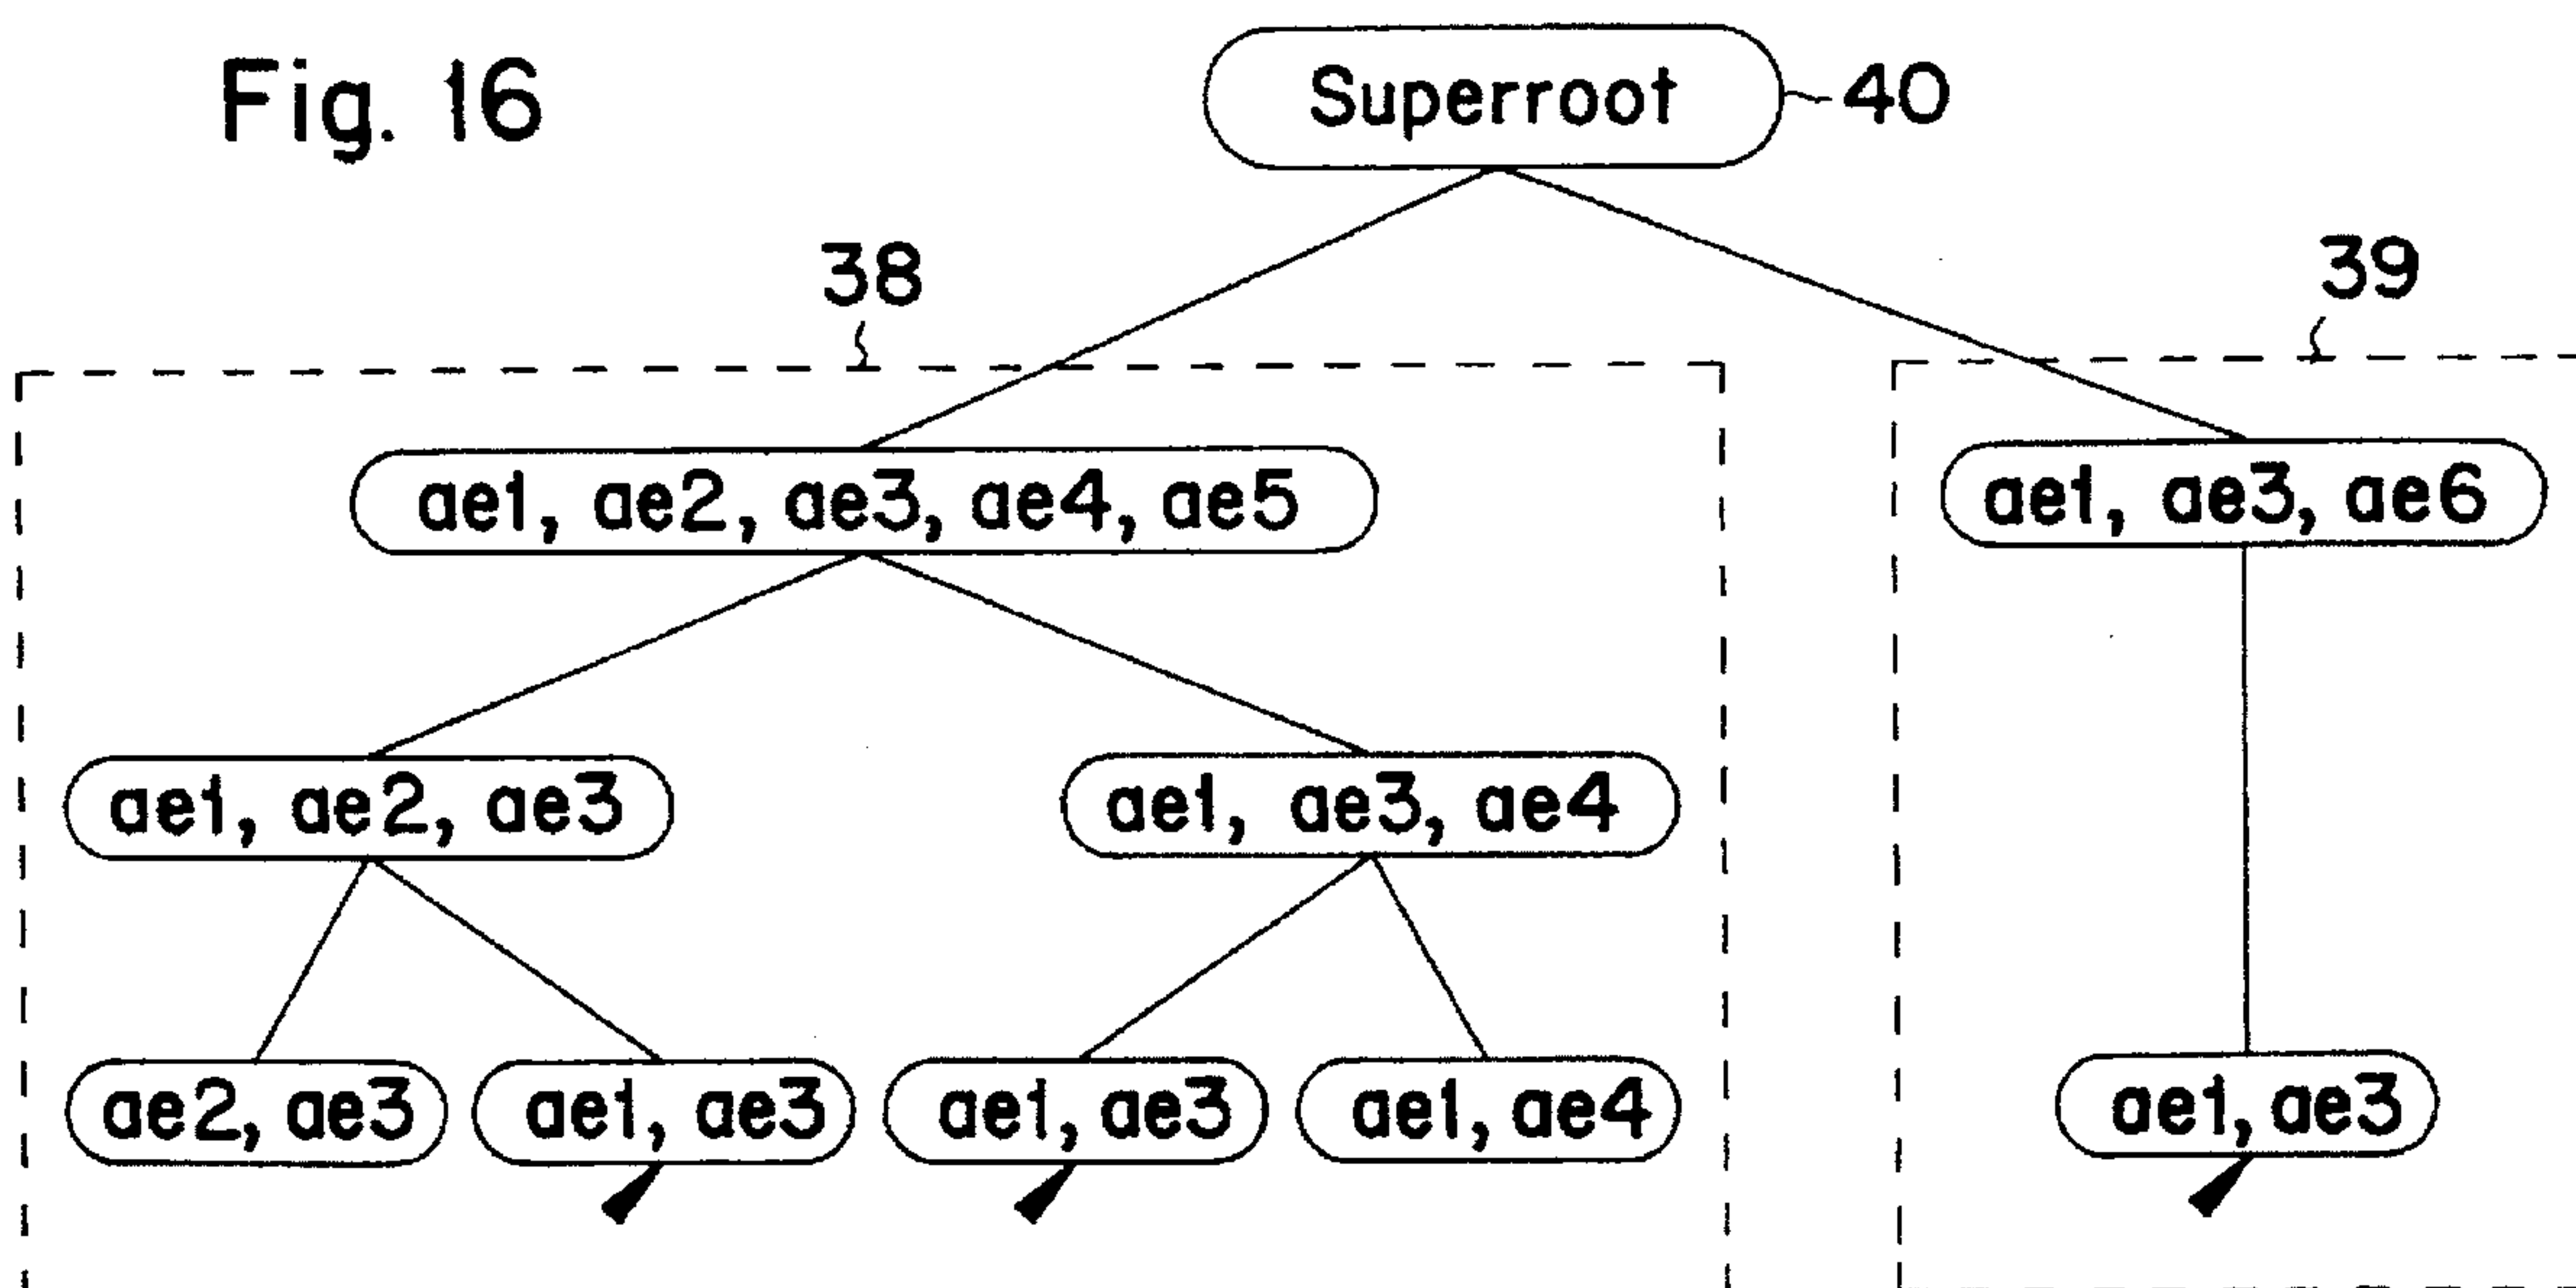 Fig. 16
Superroot
40
38
39
ae1, ae2, ae3, ae4, ae5
ae1, ae3, ae6
ae1, ae2, ae3
ae1, ae3, ae4
ae2, ae3
ae1, ae3
ae1, ae3
ae1, ae4
ae1, ae3